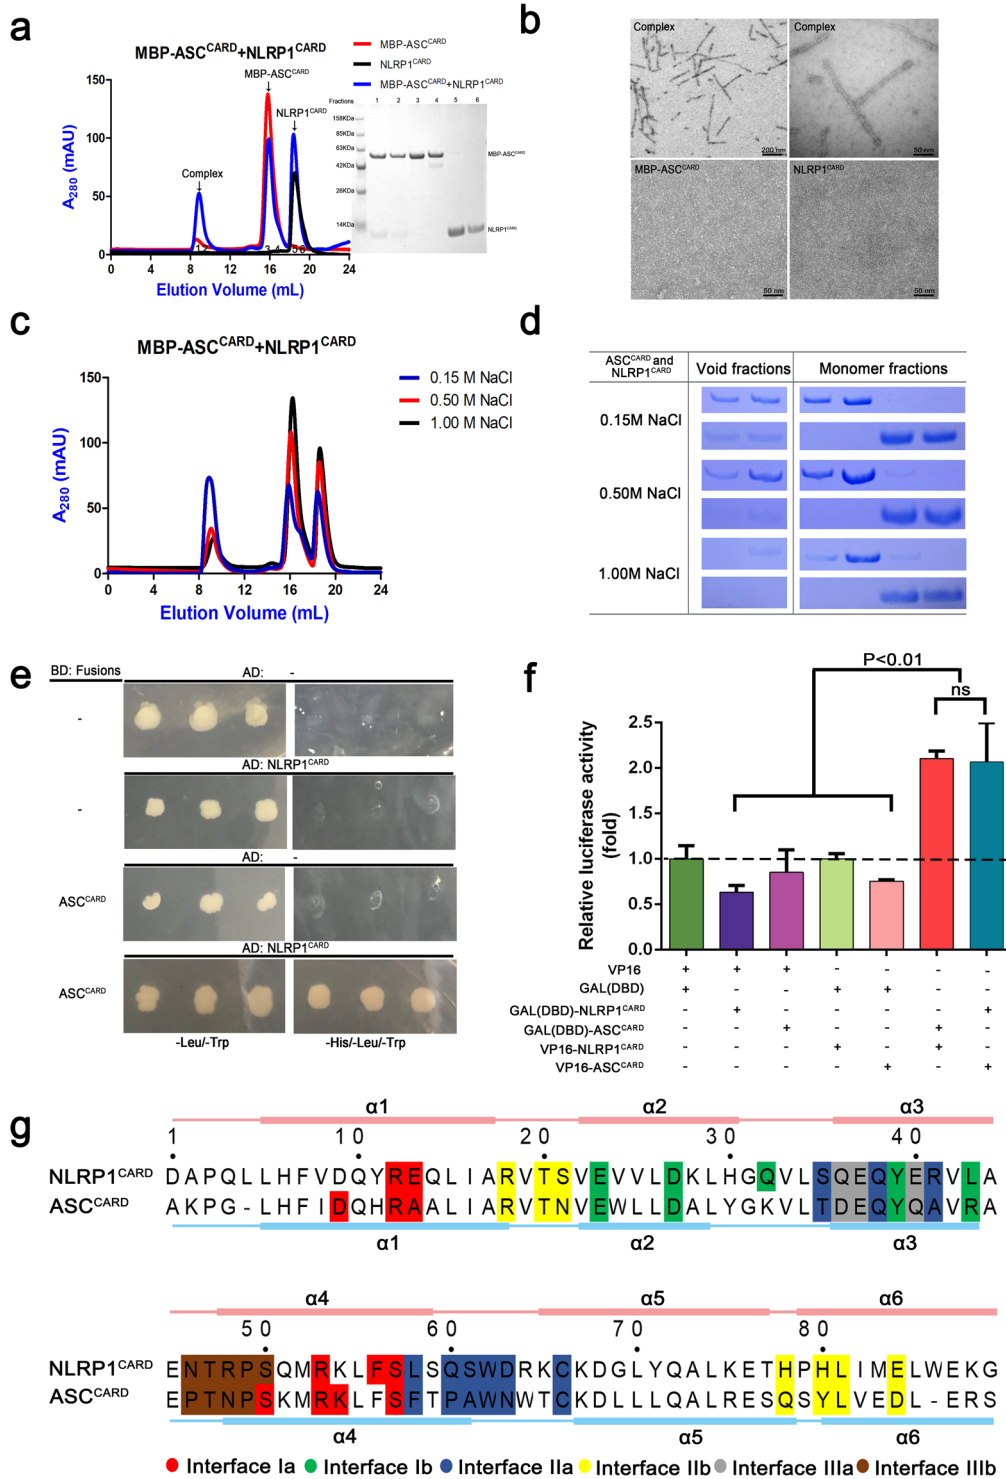 a
MBP-ASCCARD+NLRP1CARD
MBP-ASCCARD
NLRP1CARD
MBP-ASCCARD+NLRP1CARD
150
100
50
0
A280 (mAU)
Complex
MBP-ASCCARD
NLRP1CARD
12
3 4
56
0 4 8 12 16 20 24
Elution Volume (mL)
Fractions 1 2 3 4 5 6
158KDa
85KDa
63KDa
42KDa
26KDa
14KDa
MBP-ASCCARD
NLRP1CARD
b
Complex
200 nm
Complex
50 nm
MBP-ASCCARD
50 nm
NLRP1CARD
50 nm
c
MBP-ASCCARD+NLRP1CARD
0.15 M NaCl
0.50 M NaCl
1.00 M NaCl
150
100
50
0
A280 (mAU)
0 4 8 12 16 20 24
Elution Volume (mL)
d
ASCCARD and NLRP1CARD
Void fractions
Monomer fractions
0.15M NaCl
0.50M NaCl
1.00M NaCl
e
BD: Fusions
AD: -
-
AD: NLRP1CARD
-
AD: -
ASCCARD
AD: NLRP1CARD
ASCCARD
-Leu/-Trp
-His/-Leu/-Trp
f
P<0.01
ns
Relative luciferase activity
(fold)
2.5
2.0
1.5
1.0
0.5
0.0
VP16 + + + - - - -
GAL(DBD) + - - + + - -
GAL(DBD)-NLRP1CARD - + - - - - +
GAL(DBD)-ASCCARD - - + - - + -
VP16-NLRP1CARD - - - + - + -
VP16-ASCCARD - - - - + - +
g
α1 α2 α3
1 10 20 30 40
NLRP1CARD DAPQLLHFVDQYREQLIARVTSVEVVLDKLHGQVLSQEQYERVLA
ASCCARD AKPG-LHFIDQHRAALIARVTNVEWLLDALYGKVLTDEQYQAVRA
α1 α2 α3
α4 α5 α6
50 60 70 80
NLRP1CARD ENTRPSQMRKLFSLSQSWDRKCKDGLYQALKETHPHLIMELWEKG
ASCCARD EPTNPSKMRKLFSFTPAWNWTCKDLLLQALRESQSYLVEDL-ERS
α4 α5 α6
Interface Ia Interface Ib Interface IIa Interface IIb Interface IIIa Interface IIIb